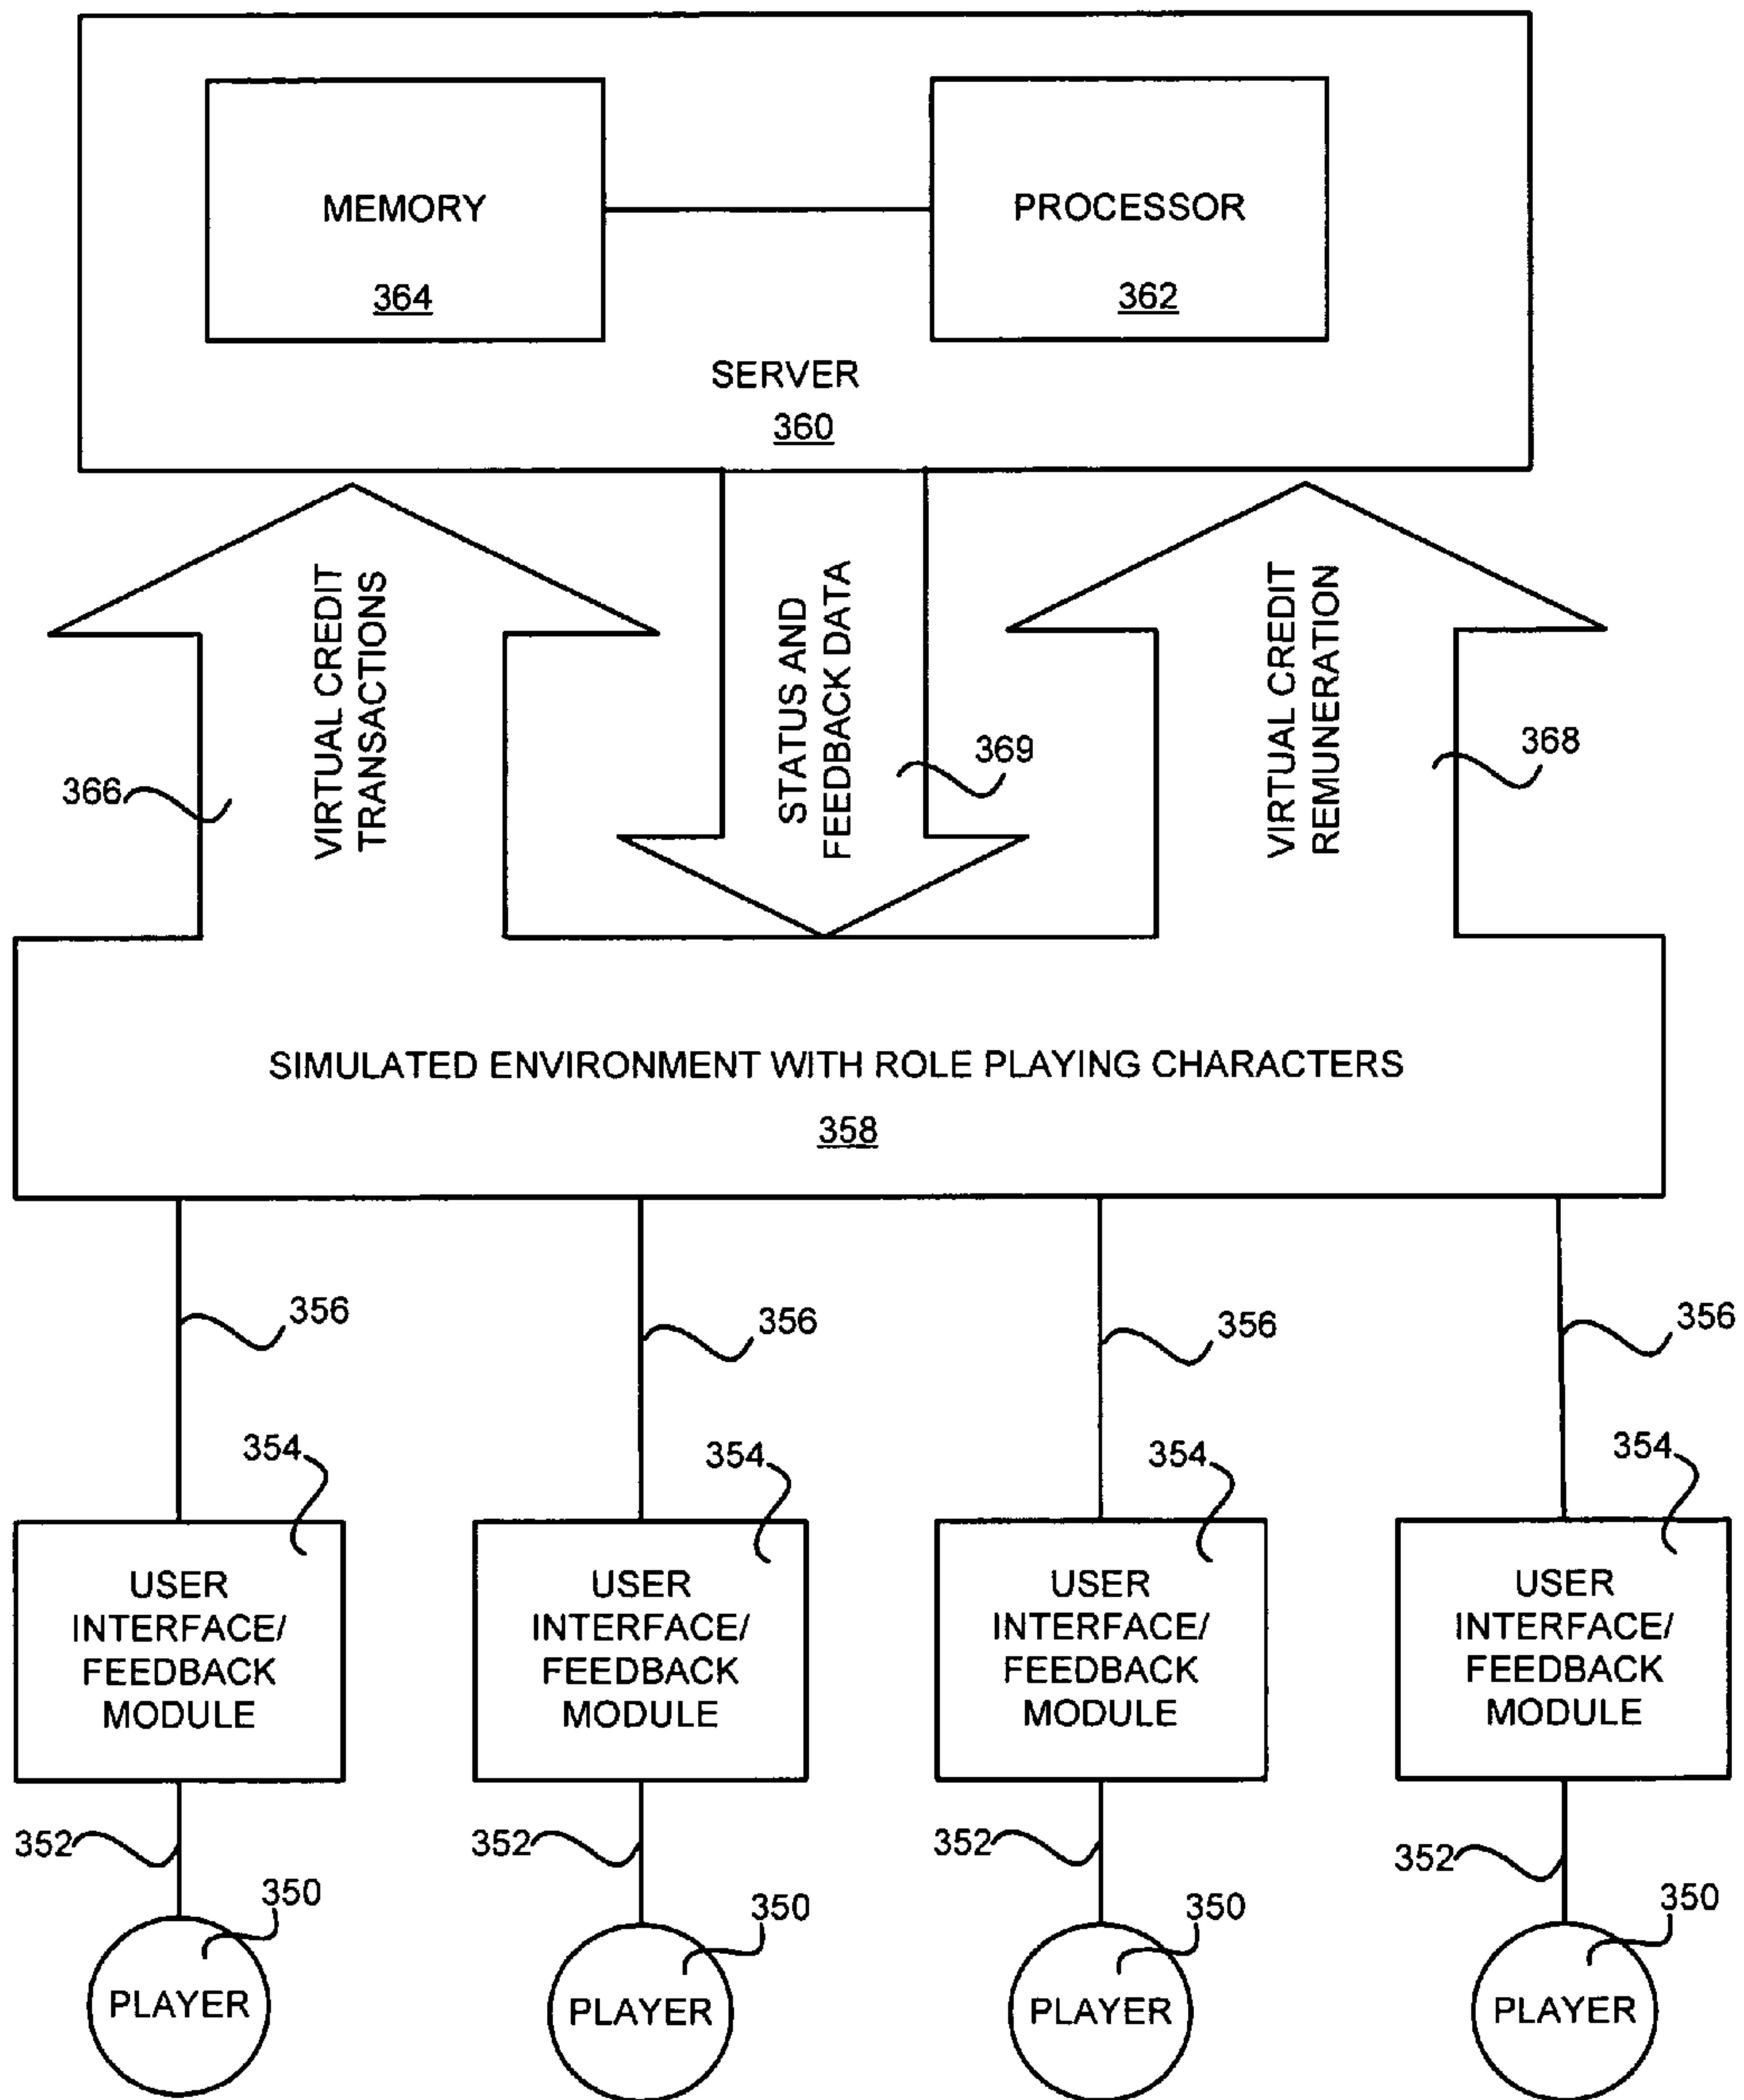 MEMORY
364
PROCESSOR
362
SERVER
360
VIRTUAL CREDIT
TRANSACTIONS
366
STATUS AND
FEEDBACK DATA
369
VIRTUAL CREDIT
REMUNERATION
368
SIMULATED ENVIRONMENT WITH ROLE PLAYING CHARACTERS
358
356
356
356
356
354
354
354
354
USER
INTERFACE/
FEEDBACK
MODULE
USER
INTERFACE/
FEEDBACK
MODULE
USER
INTERFACE/
FEEDBACK
MODULE
USER
INTERFACE/
FEEDBACK
MODULE
352
352
352
352
350
350
350
350
PLAYER
PLAYER
PLAYER
PLAYER